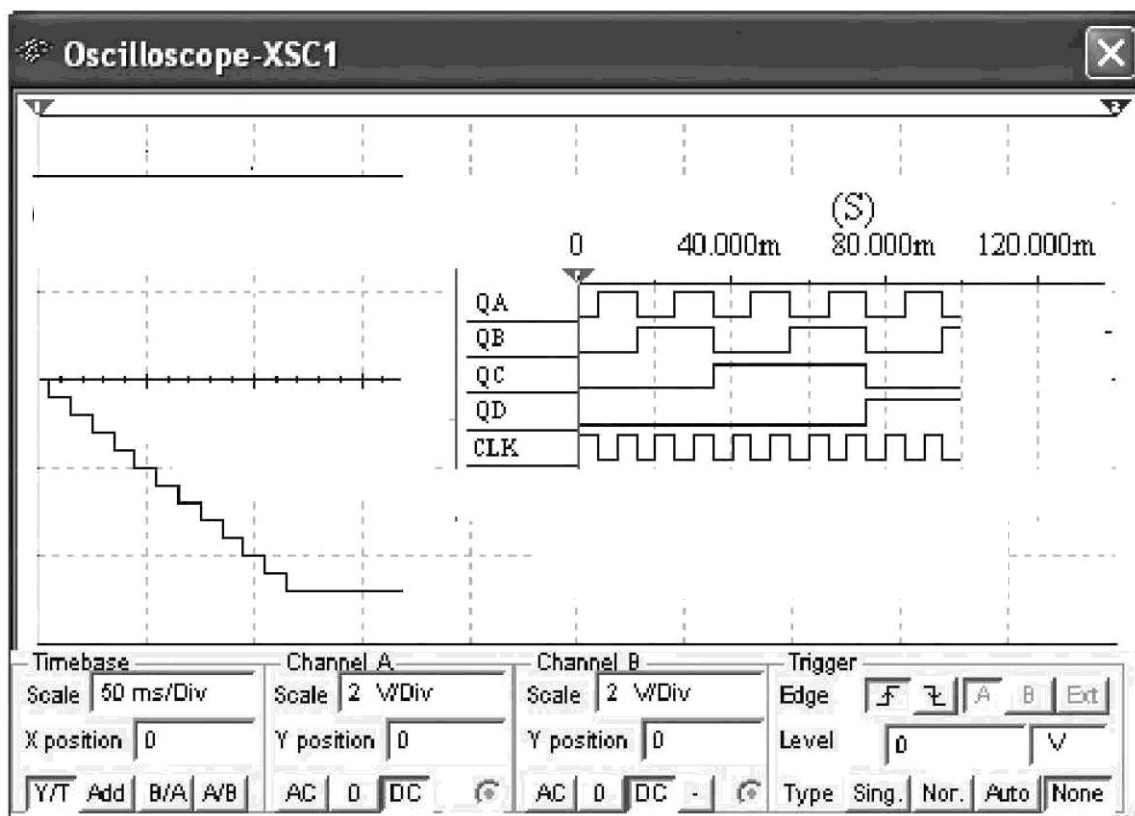 Oscilloscope-XSC1
1
2
(S)
0 40.000m 80.000m 120.000m
QA
QB
QC
QD
CLK
Timebase Channel A Channel B Trigger
Scale 50 ms/Div Scale 2 V/Div Scale 2 V/Div Edge A B Ext
X position 0 Y position 0 Y position 0 Level 0 V
Y/T Add B/A A/B AC 0 DC AC 0 DC - Type Sing. Nor. Auto None